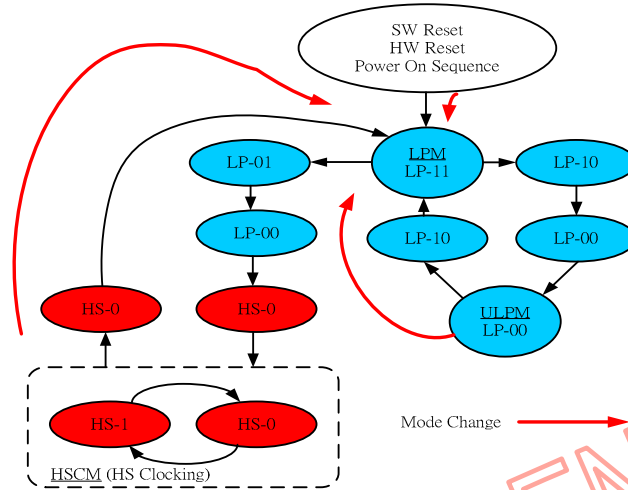 SW Reset
HW Reset
Power On Sequence
LPM
LP-11
LP-01
LP-10
LP-00
LP-10
LP-00
HS-0
HS-0
ULPM
LP-00
HS-1
HS-0
Mode Change
HSCM (HS Clocking)